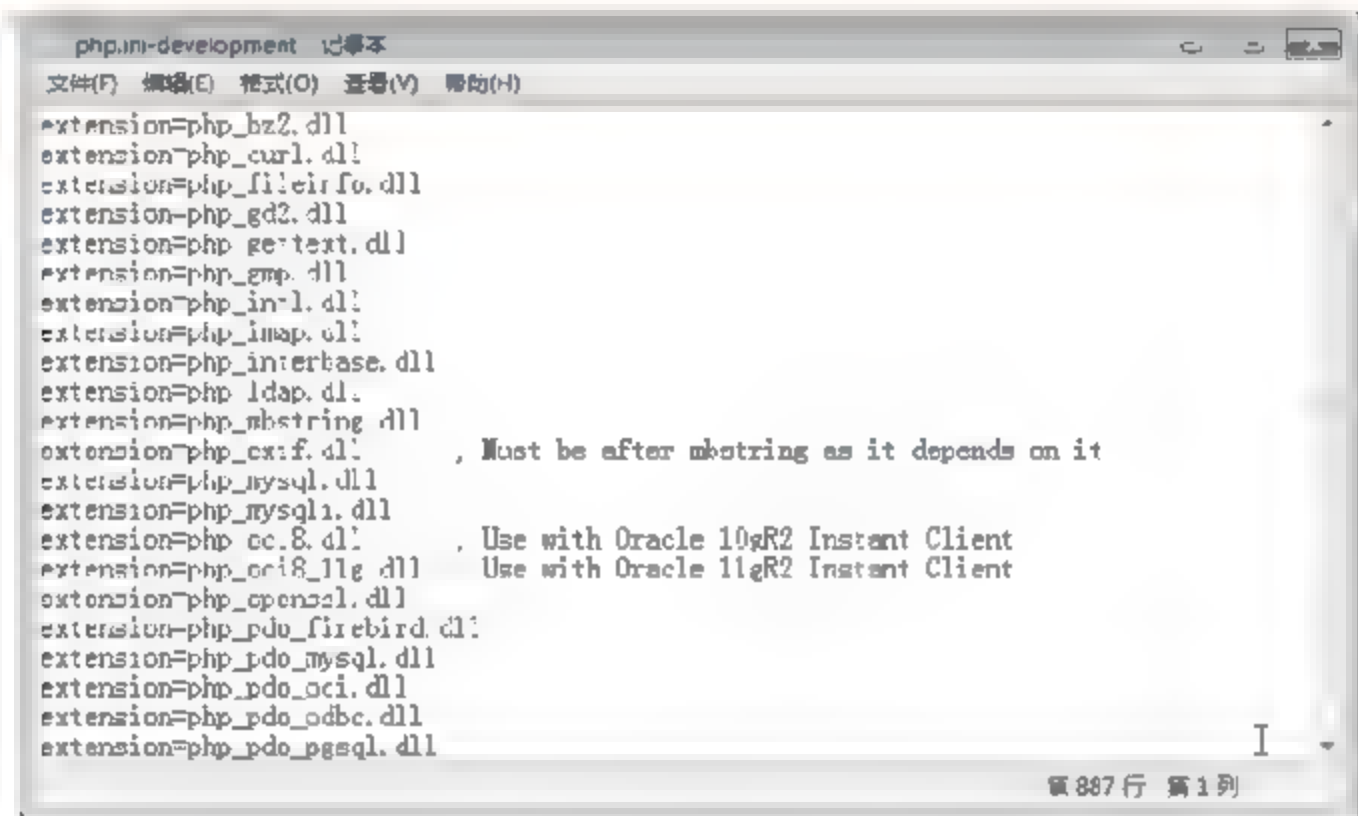 php.ini-development 记事本
文件(F) 编辑(E) 格式(O) 查看(V) 帮助(H)
extension=php_bz2.dll
extension=php_curl.dll
extension=php_fileinfo.dll
extension=php_gd2.dll
extension=php_gettext.dll
extension=php_gmp.dll
extension=php_intl.dll
extension=php_imap.dll
extension=php_interbase.dll
extension=php_ldap.dll
extension=php_mbstring.dll
extension=php_exif.dll ; Must be after mbstring as it depends on it
extension=php_mysql.dll
extension=php_mysqli.dll
extension=php_oci8.dll ; Use with Oracle 10gR2 Instant Client
extension=php_oci8_11g.dll Use with Oracle 11gR2 Instant Client
extension=php_openssl.dll
extension=php_pdo_firebird.dll
extension=php_pdo_mysql.dll
extension=php_pdo_oci.dll
extension=php_pdo_odbc.dll
extension=php_pdo_pgsql.dll
第 887 行 第 1 列